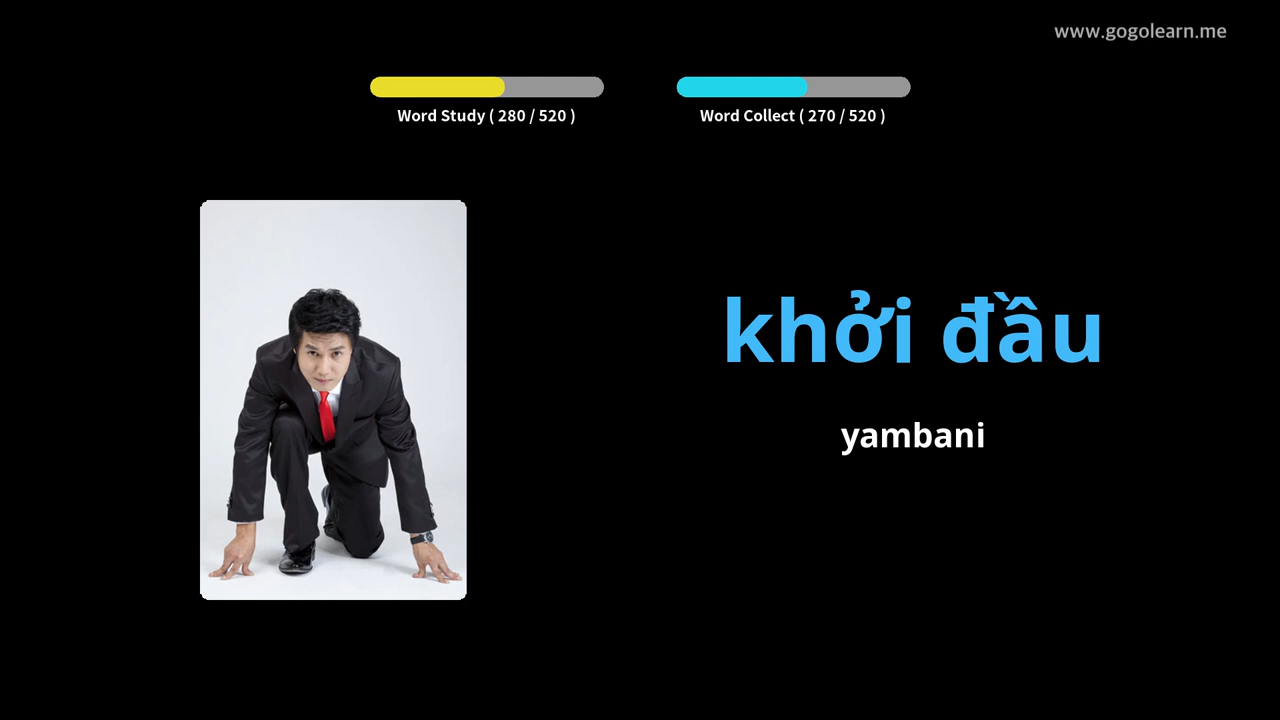 www.gogolearn.me
Word Study ( 280 / 520 )
Word Collect ( 270 / 520 )
khởi đầu
yambani